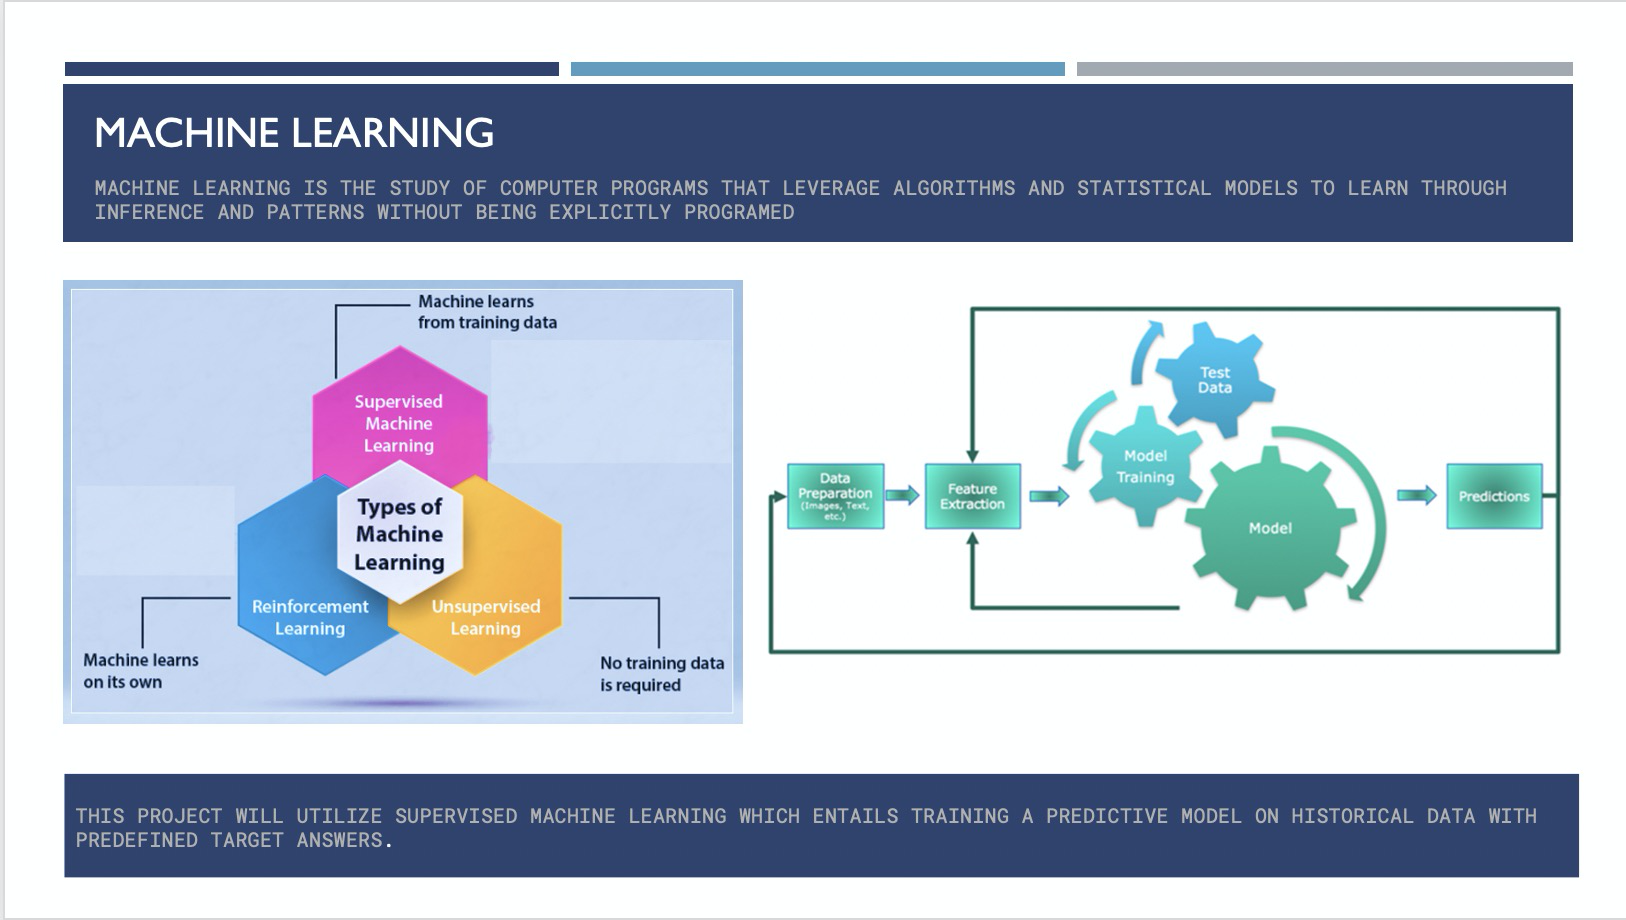 MACHINE LEARNING
MACHINE LEARNING IS THE STUDY OF COMPUTER PROGRAMS THAT LEVERAGE ALGORITHMS AND STATISTICAL MODELS TO LEARN THROUGH
INFERENCE AND PATTERNS WITHOUT BEING EXPLICITLY PROGRAMED
Machine learns
from training data
Supervised
Machine
Learning
Types of
Machine
Learning
Reinforcement
Learning
Unsupervised
Learning
Machine learns
on its own
No training data
is required
Data
Preparation
(Images, Text,
etc.)
Feature
Extraction
Test
Data
Model
Training
Model
Predictions
THIS PROJECT WILL UTILIZE SUPERVISED MACHINE LEARNING WHICH ENTAILS TRAINING A PREDICTIVE MODEL ON HISTORICAL DATA WITH
PREDEFINED TARGET ANSWERS.